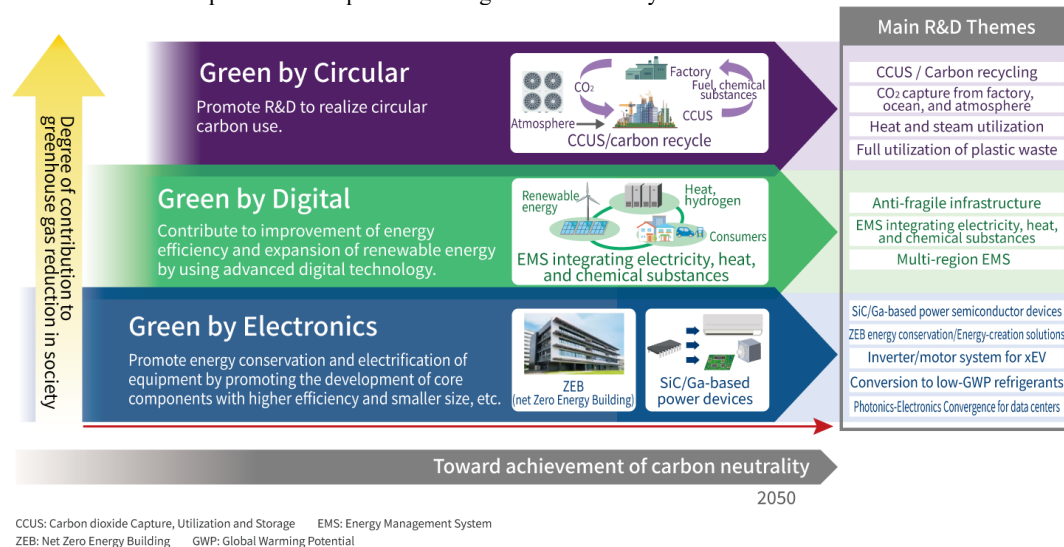 Main R&D Themes
Degree of contribution to
greenhouse gas reduction in society
Green by Circular
Promote R&D to realize circular
carbon use.
CO₂
Factory
Fuel, chemical
substances
Atmosphere
CCUS
CCUS/carbon recycle
CCUS / Carbon recycling
CO₂ capture from factory,
ocean, and atmosphere
Heat and steam utilization
Full utilization of plastic waste
Green by Digital
Contribute to improvement of energy
efficiency and expansion of renewable energy
by using advanced digital technology.
Renewable
energy
Heat,
hydrogen
Consumers
EMS integrating electricity, heat,
and chemical substances
Anti-fragile infrastructure
EMS integrating electricity, heat,
and chemical substances
Multi-region EMS
Green by Electronics
Promote energy conservation and electrification of
equipment by promoting the development of core
components with higher efficiency and smaller size, etc.
ZEB
(net Zero Energy Building)
SiC/Ga-based
power devices
SiC/Ga-based power semiconductor devices
ZEB energy conservation/Energy-creation solutions
Inverter/motor system for xEV
Conversion to low-GWP refrigerants
Photonics-Electronics Convergence for data centers
Toward achievement of carbon neutrality
2050
CCUS: Carbon dioxide Capture, Utilization and Storage EMS: Energy Management System
ZEB: Net Zero Energy Building GWP: Global Warming Potential